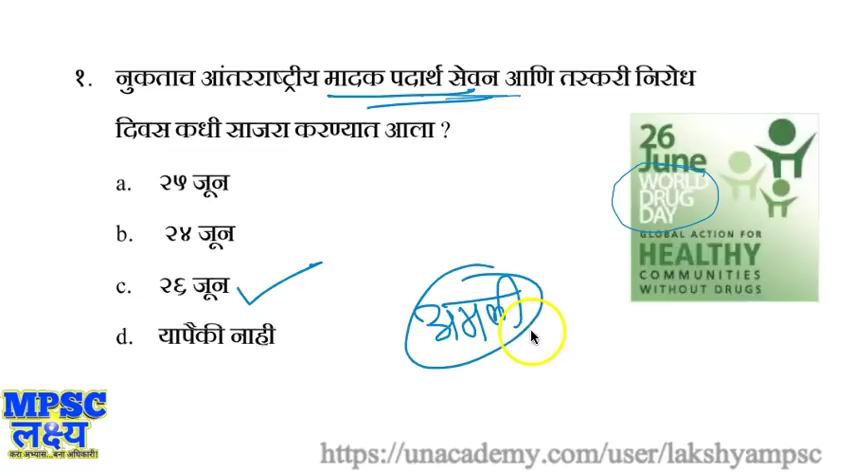 १. नुकताच आंतरराष्ट्रीय मादक पदार्थ सेवन आणि तस्करी निरोध
दिवस कधी साजरा करण्यात आला ?
a. २५ जून
b. २४ जून
c. २६ जून
d. यापैकी नाही
26
June
WORLD
DRUG
DAY
GLOBAL ACTION FOR
HEALTHY
COMMUNITIES
WITHOUT DRUGS
अंमली
MPSC
लक्ष्य
करा अभ्यास...बना अधिकारी!
https://unacademy.com/user/lakshyampsc